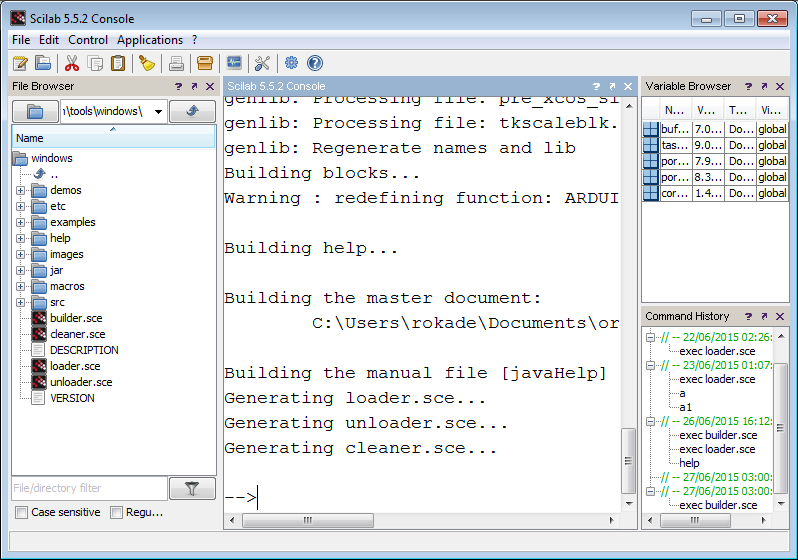 Scilab 5.5.2 Console
File Edit Control Applications ?
File Browser ?
ı\tools\windows\
Name
windows
..
demos
etc
examples
help
images
jar
macros
src
builder.sce
cleaner.sce
DESCRIPTION
loader.sce
unloader.sce
VERSION
File/directory filter
Case sensitive Regu...
Scilab 5.5.2 Console ?
genlib: Processing file: pre_xcos_si
genlib: Processing file: tkscaleblk.
genlib: Regenerate names and lib
Building blocks...
Warning : redefining function: ARDUI
Building help...
Building the master document:
C:\Users\rokade\Documents\or
Building the manual file [javaHelp]
Generating loader.sce...
Generating unloader.sce...
Generating cleaner.sce...
-->
Variable Browser ?
N... V... T... Vi...
buf... 7.0... Do... global
tas... 9.0... Do... global
por... 7.9... Do... global
por... 8.3... Do... global
cor... 1.4... Do... global
Command History ?
// -- 22/06/2015 02:26:
exec loader.sce
// -- 23/06/2015 01:07:
exec loader.sce
a
a1
// -- 26/06/2015 16:12:
exec builder.sce
exec loader.sce
help
// -- 27/06/2015 03:00:
// -- 27/06/2015 03:00:
exec builder.sce